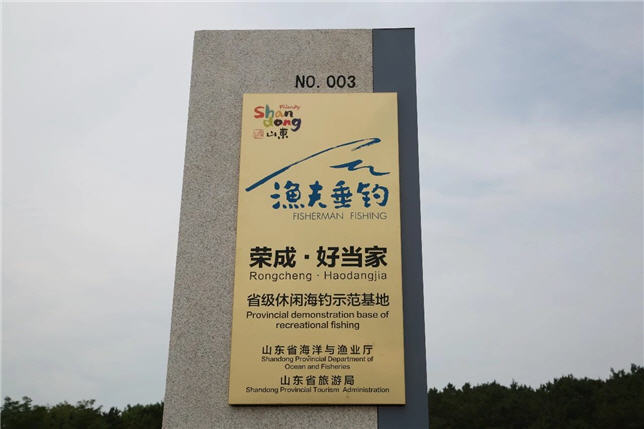 NO. 003
Friendly
Shan
dong
山東
渔夫垂钓
FISHERMAN FISHING
荣成·好当家
Rongcheng · Haodangjia
省级休闲海钓示范基地
Provincial demonstration base of
recreational fishing
山东省海洋与渔业厅
Shandong Provincial Department of
Ocean and Fisheries
山东省旅游局
Shandong Provincial Tourism Administration